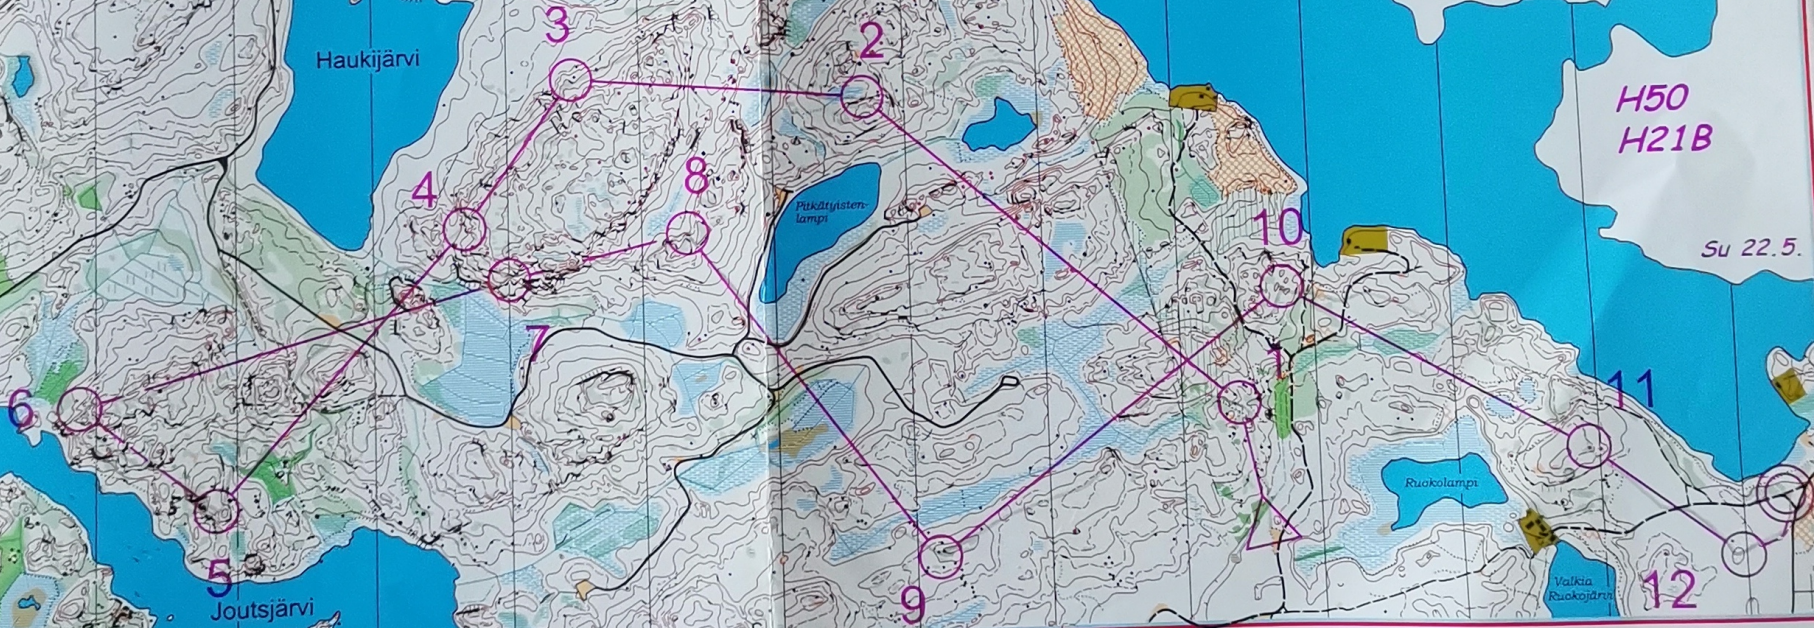 Haukijärvi
3
2
H50
H21B
4
8
Pitkätyisten-
lampi
10
Su 22.5.
7
1
6
11
Ruokolampi
5
Joutsjärvi
9
Valkia
Ruokojärvi
12